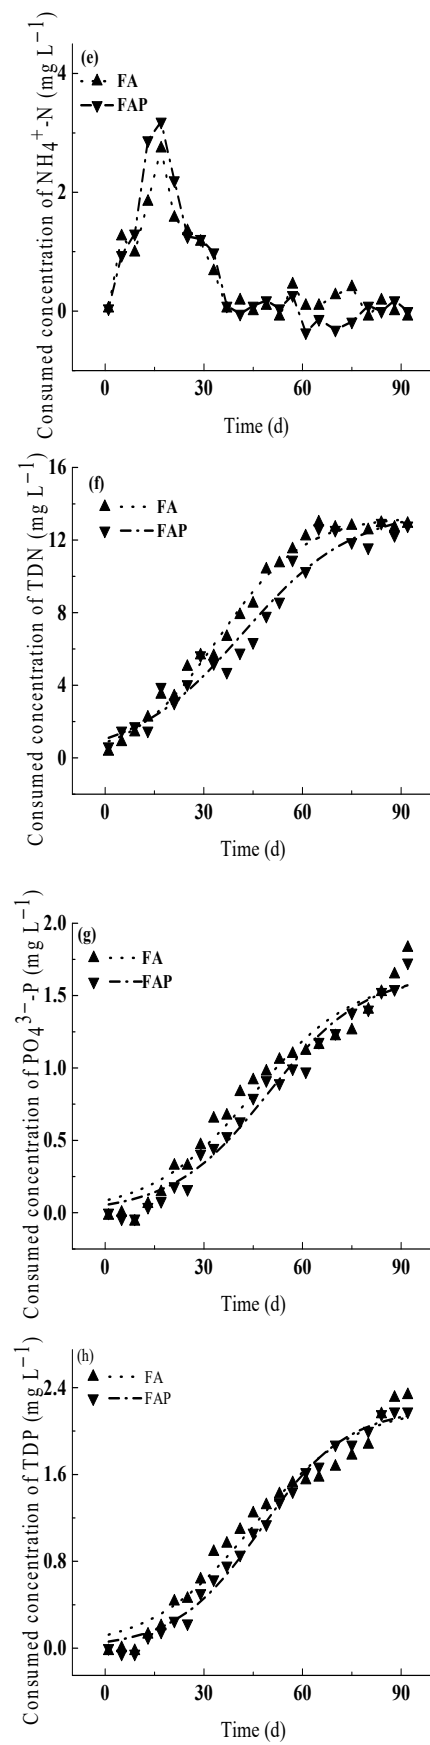 Consumed concentration of NH4+-N (mg L−1)
(e)
FA
FAP
4
2
0
0
30
60
90
Time (d)
Consumed concentration of TDN (mg L−1)
(f)
FA
FAP
16
12
8
4
0
0
30
60
90
Time (d)
Consumed concentration of PO43−-P (mg L−1)
(g)
FA
FAP
2.0
1.5
1.0
0.5
0.0
0
30
60
90
Time (d)
Consumed concentration of TDP (mg L−1)
(h)
FA
FAP
2.4
1.6
0.8
0.0
0
30
60
90
Time (d)